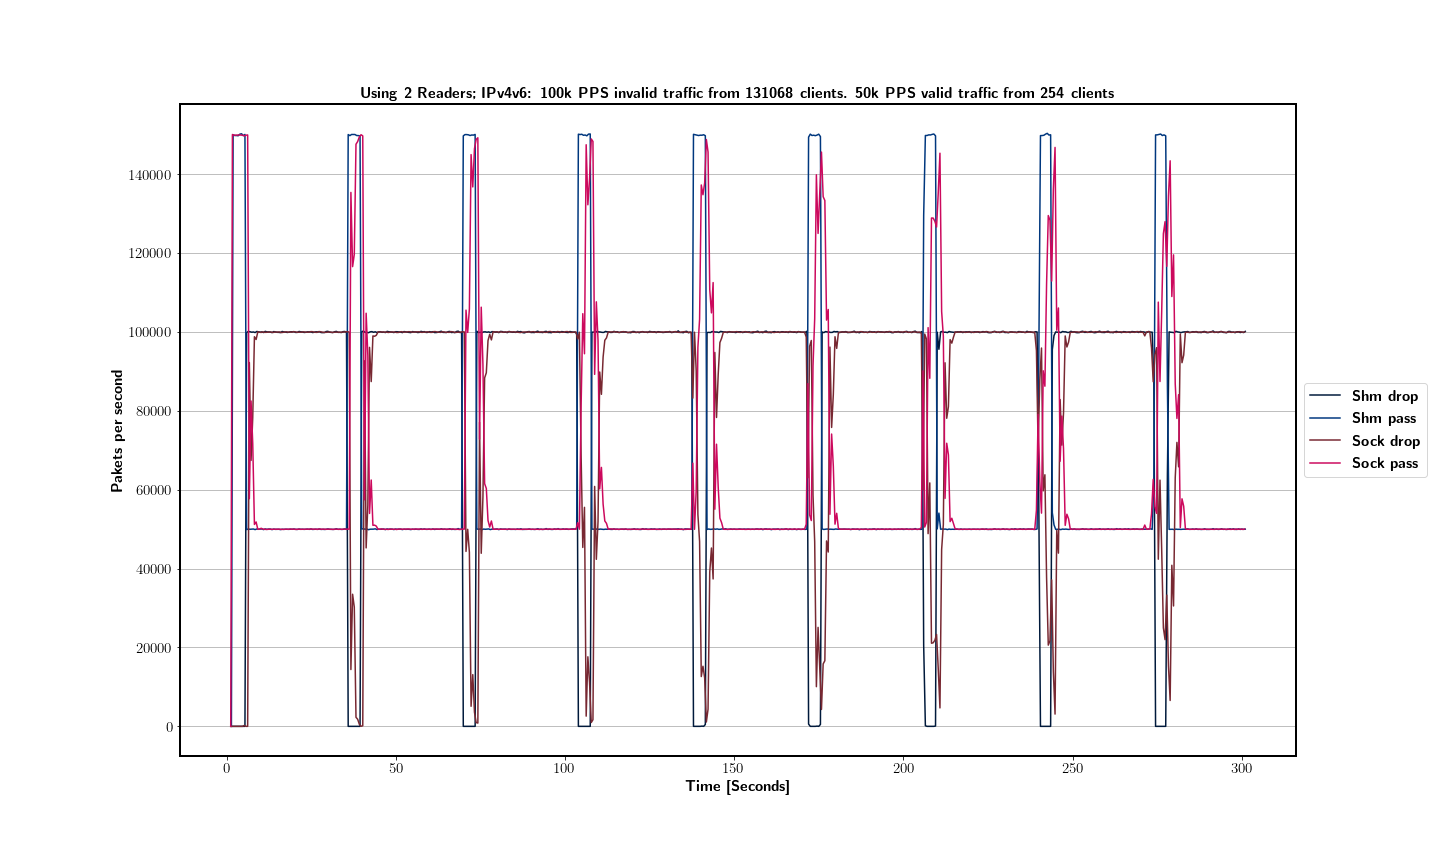 Using 2 Readers; IPv4v6: 100k PPS invalid traffic from 131068 clients. 50k PPS valid traffic from 254 clients
140000
120000
100000
80000
60000
40000
20000
0
Pakets per second
0 50 100 150 200 250 300
Time [Seconds]
Shm drop
Shm pass
Sock drop
Sock pass